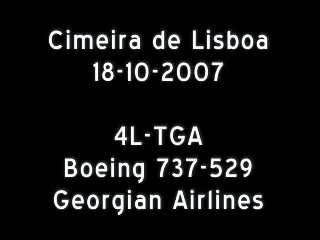 Cimeira de Lisboa
18-10-2007
4L-TGA
Boeing 737-529
Georgian Airlines